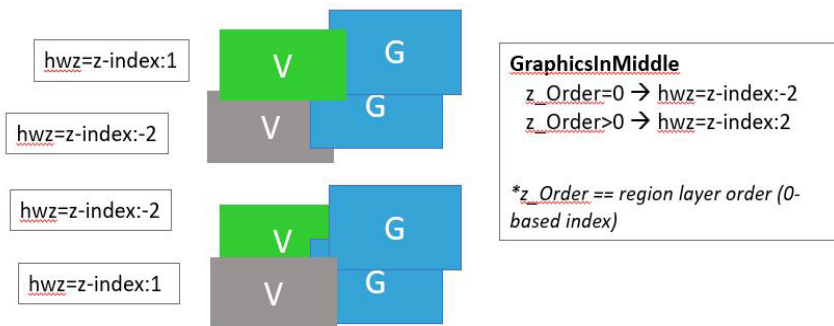 hwz=z-index:1
V
G
hwz=z-index:-2
V
G
hwz=z-index:-2
V
G
hwz=z-index:1
V
G
GraphicsInMiddle
z_Order=0 → hwz=z-index:-2
z_Order>0 → hwz=z-index:2
*z_Order == region layer order (0-
based index)